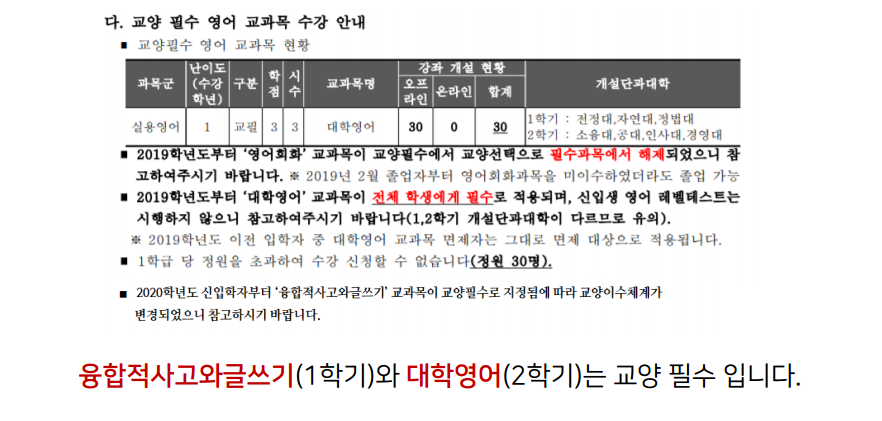 다. 교양 필수 영어 교과목 수강 안내
■ 교양필수 영어 교과목 현황
과목군 난이도(수강학년) 구분 학점 시수 교과목명 강좌 개설 현황 개설단과대학
오프라인 온라인 합계
실용영어 1 교필 3 3 대학영어 30 0 30 1학기 : 전정대,자연대,정법대
2학기 : 소융대,공대,인사대,경영대
■ 2019학년도부터 ‘영어회화’ 교과목이 교양필수에서 교양선택으로 필수과목에서 해제되었으니 참
고하여주시기 바랍니다. ※ 2019년 2월 졸업자부터 영어회화과목을 미이수하였더라도 졸업 가능
■ 2019학년도부터 ‘대학영어’ 교과목이 전체 학생에게 필수로 적용되며, 신입생 영어 레벨테스트는
시행하지 않으니 참고하여주시기 바랍니다(1,2학기 개설단과대학이 다르므로 유의).
※ 2019학년도 이전 입학자 중 대학영어 교과목 면제자는 그대로 면제 대상으로 적용됩니다.
■ 1학급 당 정원을 초과하여 수강 신청할 수 없습니다(정원 30명).
■ 2020학년도 신입학자부터 ‘융합적사고와글쓰기’ 교과목이 교양필수로 지정됨에 따라 교양이수체계가
변경되었으니 참고하시기 바랍니다.
융합적사고와글쓰기(1학기)와 대학영어(2학기)는 교양 필수 입니다.